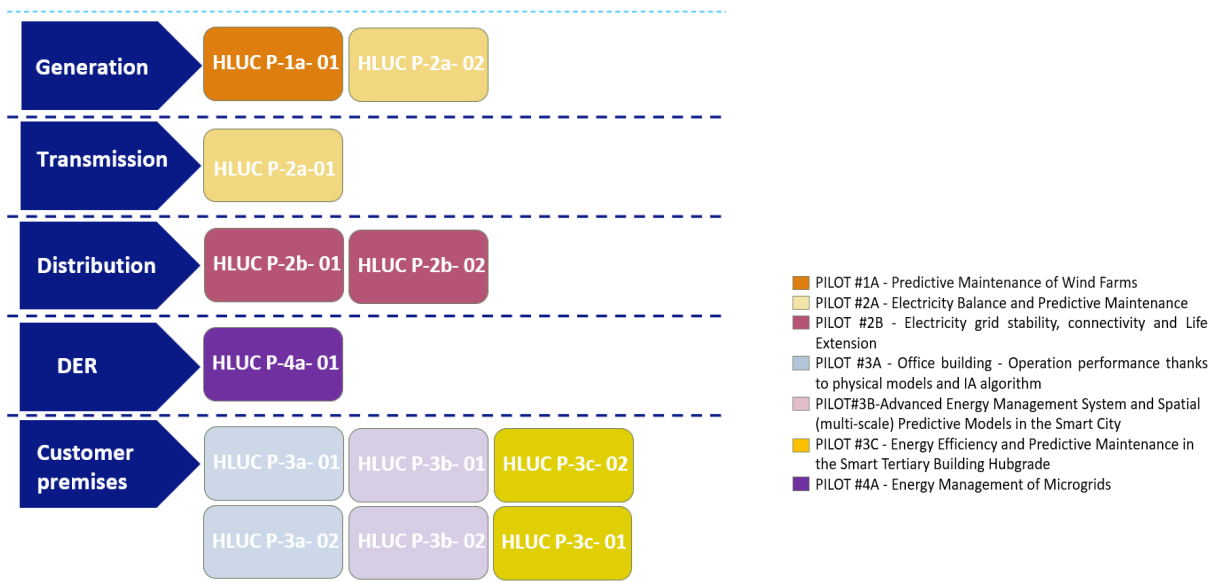 Generation
HLUC P-1a- 01
HLUC P-2a- 02
Transmission
HLUC P-2a-01
Distribution
HLUC P-2b- 01
HLUC P-2b- 02
DER
HLUC P-4a- 01
Customer
premises
HLUC P-3a- 01
HLUC P-3b- 01
HLUC P-3c- 02
HLUC P-3a- 02
HLUC P-3b- 02
HLUC P-3c- 01
PILOT #1A - Predictive Maintenance of Wind Farms
PILOT #2A - Electricity Balance and Predictive Maintenance
PILOT #2B - Electricity grid stability, connectivity and Life
Extension
PILOT #3A - Office building - Operation performance thanks
to physical models and IA algorithm
PILOT#3B-Advanced Energy Management System and Spatial
(multi-scale) Predictive Models in the Smart City
PILOT #3C - Energy Efficiency and Predictive Maintenance in
the Smart Tertiary Building Hubgrade
PILOT #4A - Energy Management of Microgrids